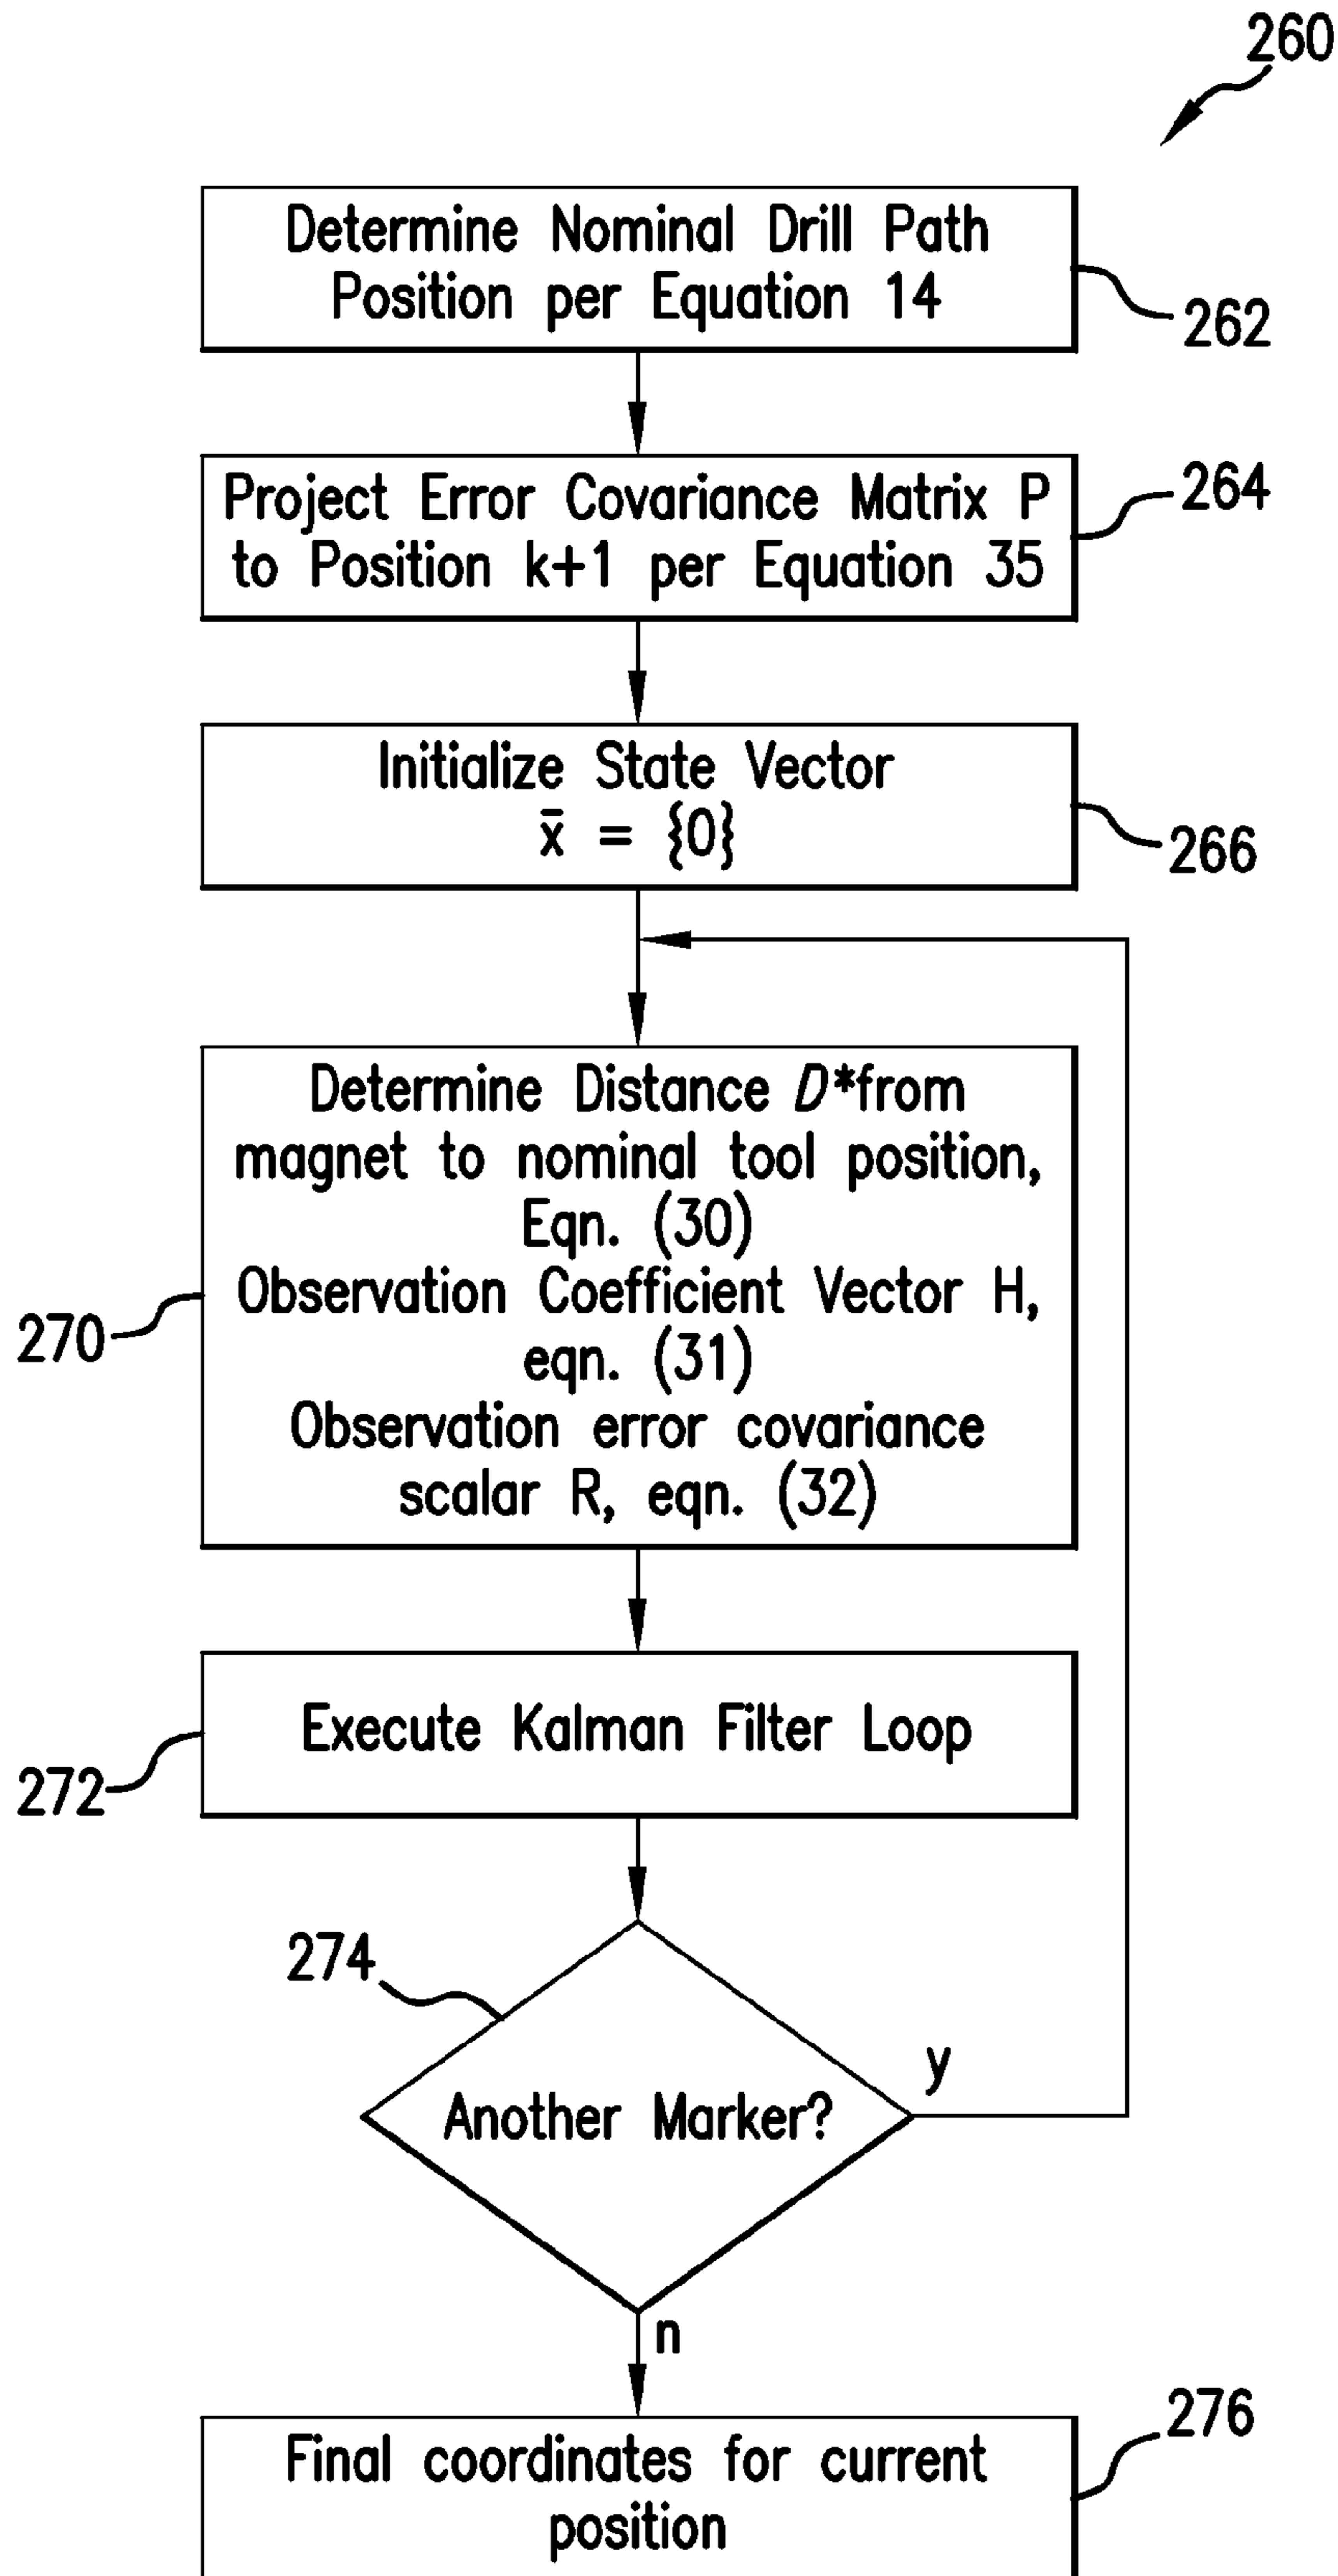 260
Determine Nominal Drill Path
Position per Equation 14
262
Project Error Covariance Matrix P
to Position k+1 per Equation 35
264
Initialize State Vector
x̄ = {0}
266
Determine Distance D*from
magnet to nominal tool position,
Eqn. (30)
Observation Coefficient Vector H,
eqn. (31)
Observation error covariance
scalar R, eqn. (32)
270
Execute Kalman Filter Loop
272
274
Another Marker?
y
n
Final coordinates for current
position
276